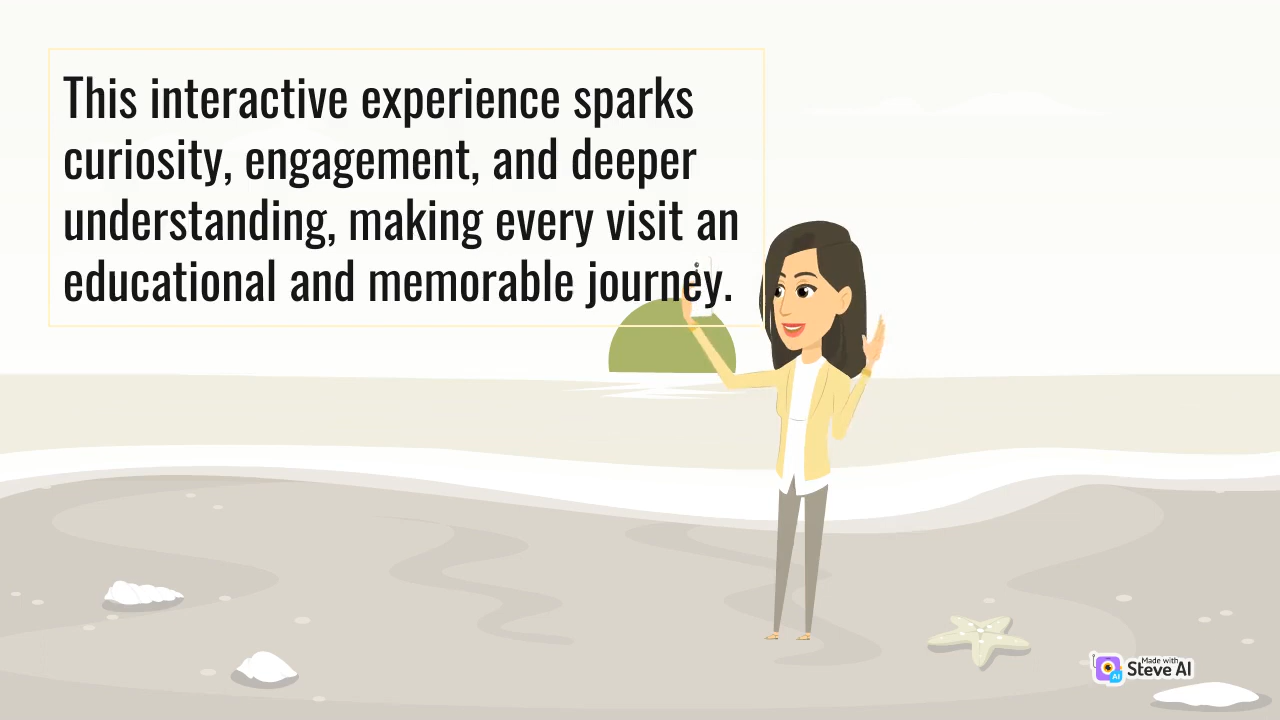 This interactive experience sparks
curiosity, engagement, and deeper
understanding, making every visit an
educational and memorable journey.
Made with
Steve AI
AI